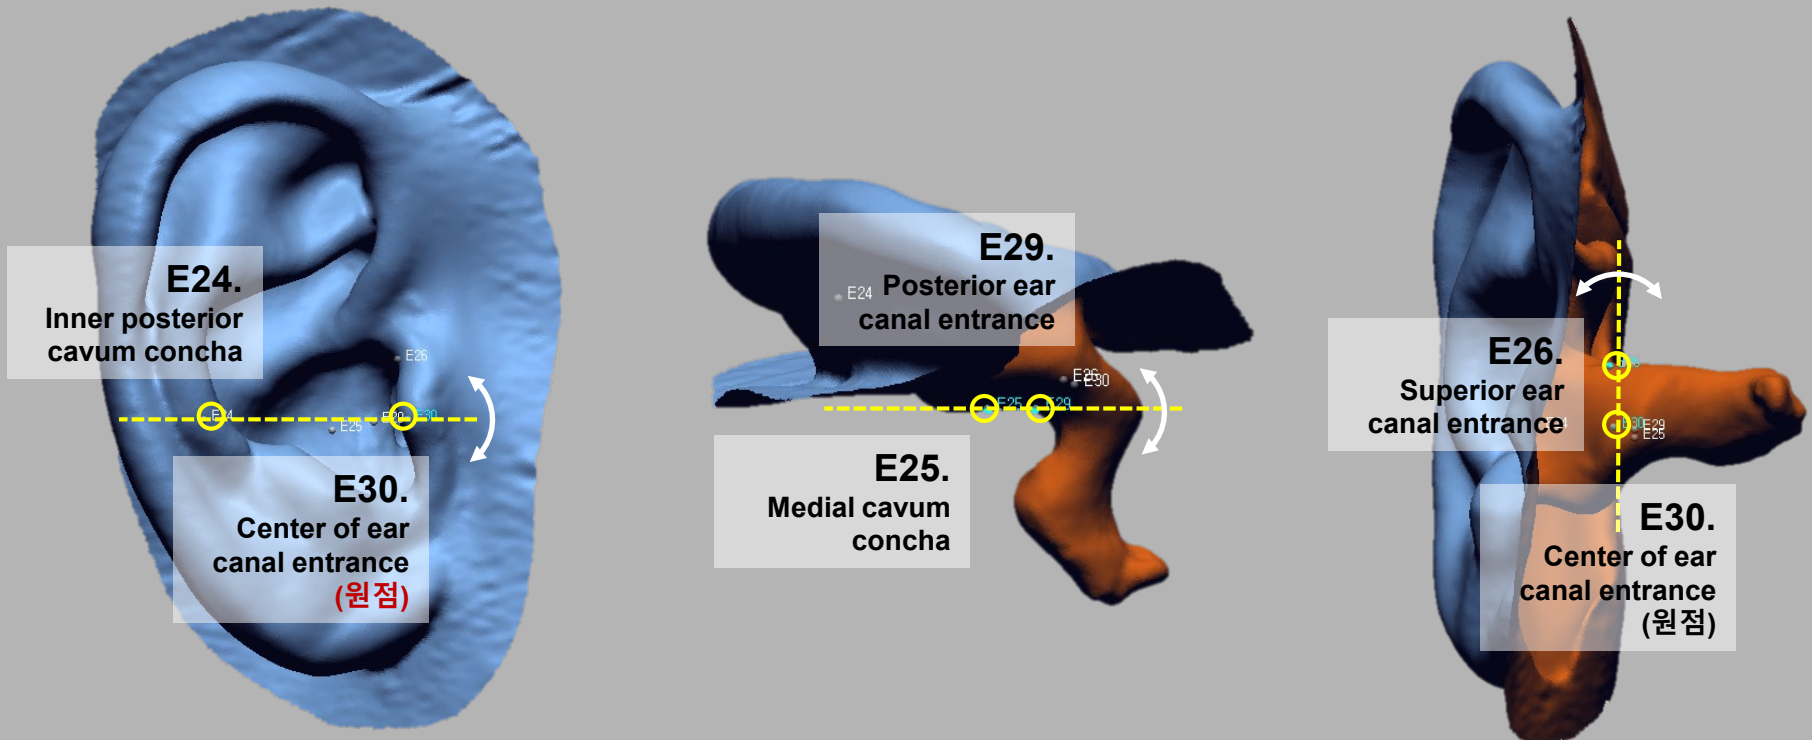 E24.
Inner posterior
cavum concha
E26
E24
E25
E30
E30.
Center of ear
canal entrance
(원점)
E29.
Posterior ear
canal entrance
E24
E26
E30
E25
E29
E25.
Medial cavum
concha
E26.
Superior ear
canal entrance
E30
E29
E25
E30.
Center of ear
canal entrance
(원점)